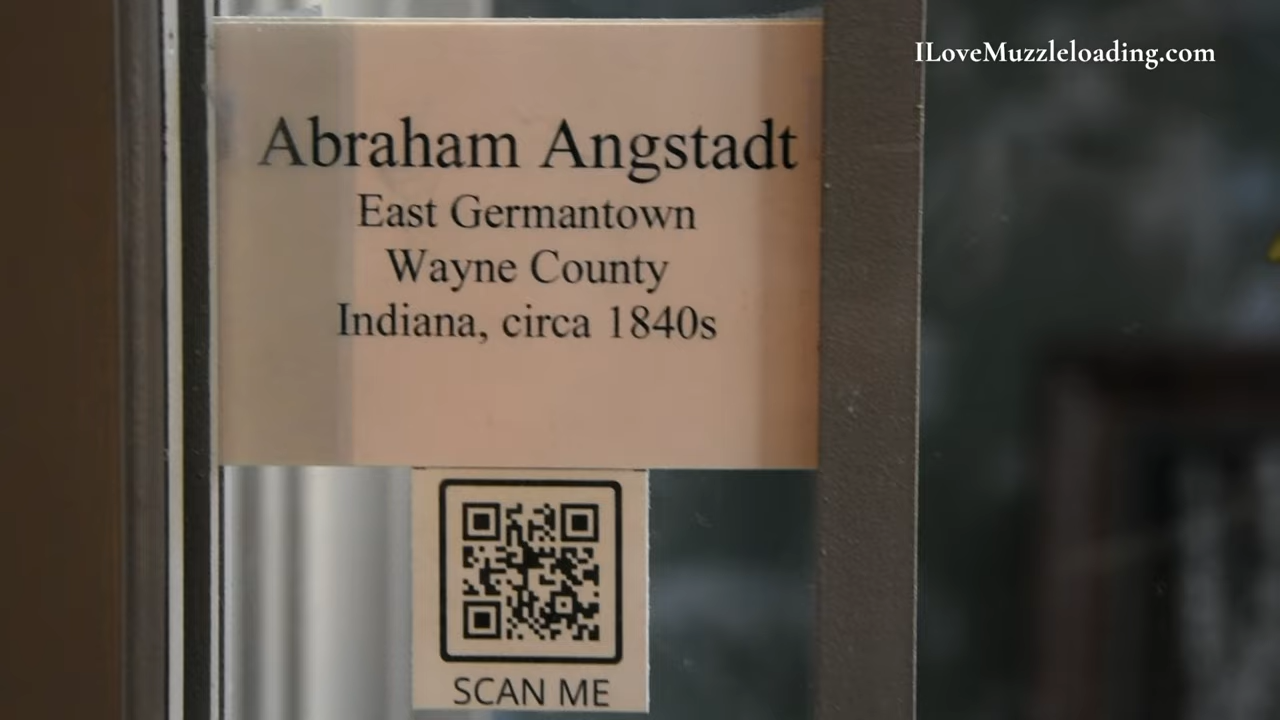 ILoveMuzzleloading.com
Abraham Angstadt
East Germantown
Wayne County
Indiana, circa 1840s
SCAN ME